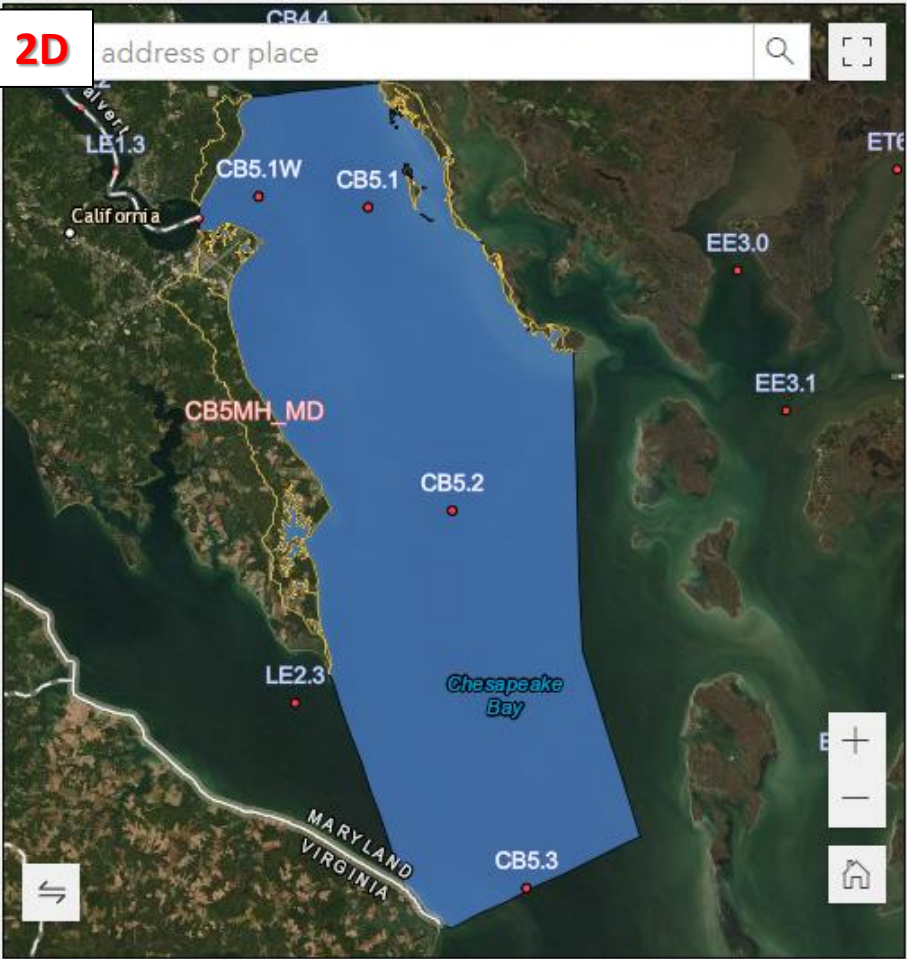 CB4.4
2D
address or place
alvert
LE1.3
CB5.1W
CB5.1
California
EE3.0
EE3.1
CB5MH_MD
CB5.2
LE2.3
Chesapeake
Bay
MARYLAND
VIRGINIA
CB5.3